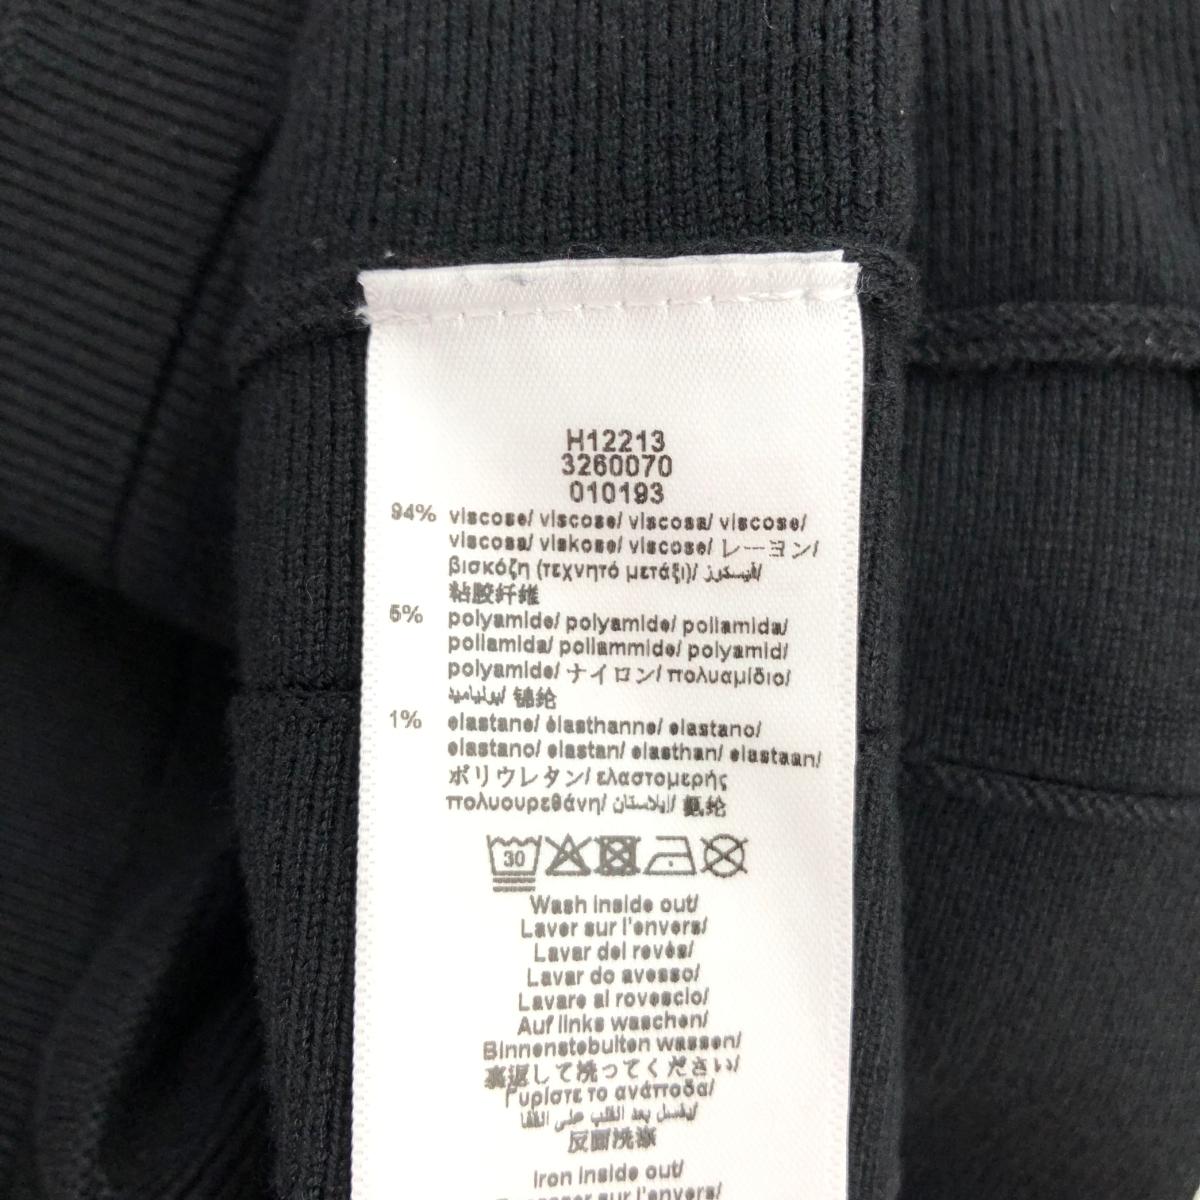 H12213
3260070
010193
94% viscose/ viscose/ viscosa/ viscose/
viscosa/ viskose/ viscose/ レーヨン/
βισκόζη (τεχνητό μετάξι)/ فايسكوز/
粘胶纤维
5% polyamide/ polyamide/ poliamida/
poliamida/ poliammide/ polyamid/
polyamide/ ナイロン/ πολυαμίδιο/
بولياميد/ 锦纶
1% elastane/ élasthanne/ elastano/
elastano/ elastan/ elasthan/ elastaan/
ポリウレタン/ ελαστομερής
πολυουρεθάνη/ إيلاستان/ 氨纶
30
Wash inside out/
Laver sur l'envers/
Lavar del revés/
Lavar do avesso/
Lavare al rovescio/
Auf links waschen/
Binnenstebuiten wassen/
裏返して洗ってください/
Γυρίστε το ανάποδα/
يغسل بعد القلب على القفا/
反面洗涤
Iron inside out/
sur l'envers/